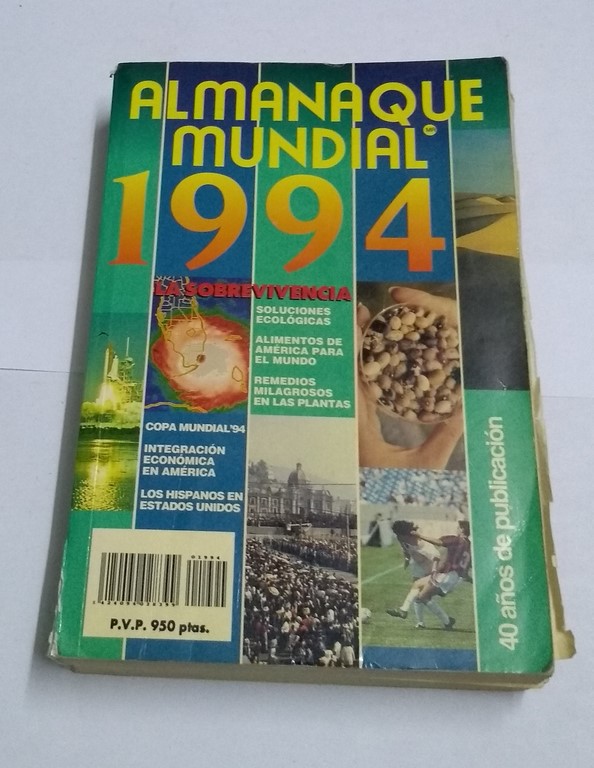 ALMANAQUE
MUNDIAL
1994
LA SOBREVIVENCIA
SOLUCIONES
ECOLÓGICAS
ALIMENTOS DE
AMÉRICA PARA
EL MUNDO
REMEDIOS
MILAGROSOS
EN LAS PLANTAS
COPA MUNDIAL'94
INTEGRACIÓN
ECONÓMICA
EN AMÉRICA
LOS HISPANOS EN
ESTADOS UNIDOS
40 años de publicación
01994
P.V.P. 950 ptas.